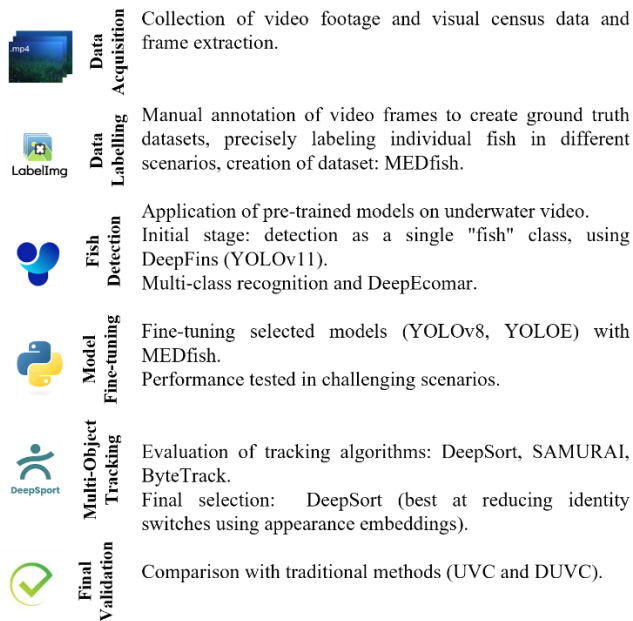 .mp4
Data
Acquisition
Collection of video footage and visual census data and
frame extraction.
LabelImg
Data
Labelling
Manual annotation of video frames to create ground truth
datasets, precisely labeling individual fish in different
scenarios, creation of dataset: MEDfish.
Fish
Detection
Application of pre-trained models on underwater video.
Initial stage: detection as a single "fish" class, using
DeepFins (YOLOv11).
Multi-class recognition and DeepEcomar.
Model
Fine-tuning
Fine-tuning selected models (YOLOv8, YOLOE) with
MEDfish.
Performance tested in challenging scenarios.
DeepSport
Multi-Object
Tracking
Evaluation of tracking algorithms: DeepSort, SAMURAI,
ByteTrack.
Final selection: DeepSort (best at reducing identity
switches using appearance embeddings).
Final
Validation
Comparison with traditional methods (UVC and DUVC).